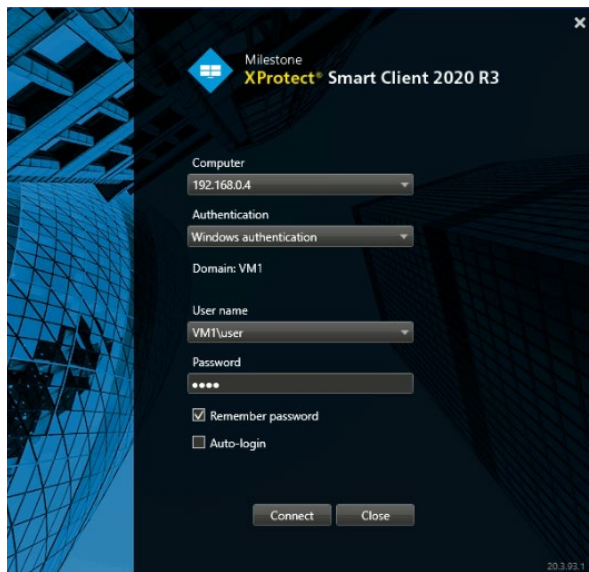 Milestone
XProtect® Smart Client 2020 R3
Computer
192.168.0.4
Authentication
Windows authentication
Domain: VM1
User name
VM1\user
Password
••••
Remember password
Auto-login
Connect Close
20.3.93.1